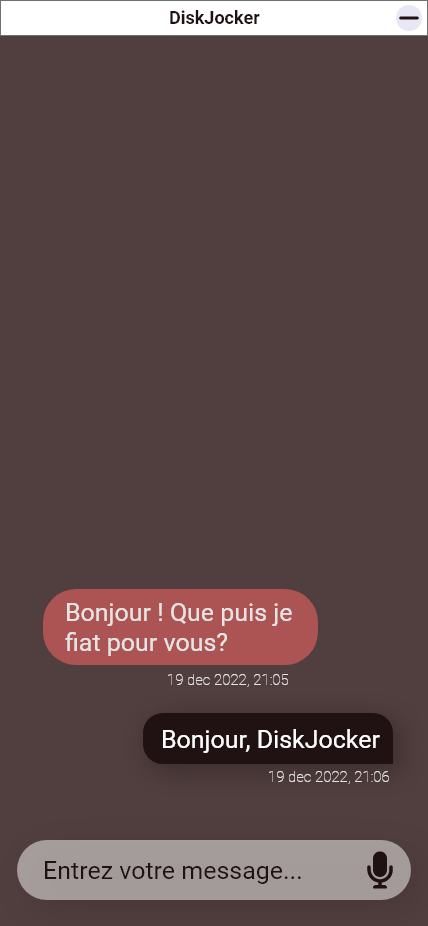 DiskJocker
Bonjour ! Que puis je
fiat pour vous?
19 dec 2022, 21:05
Bonjour, DiskJocker
19 dec 2022, 21:06
Entrez votre message...